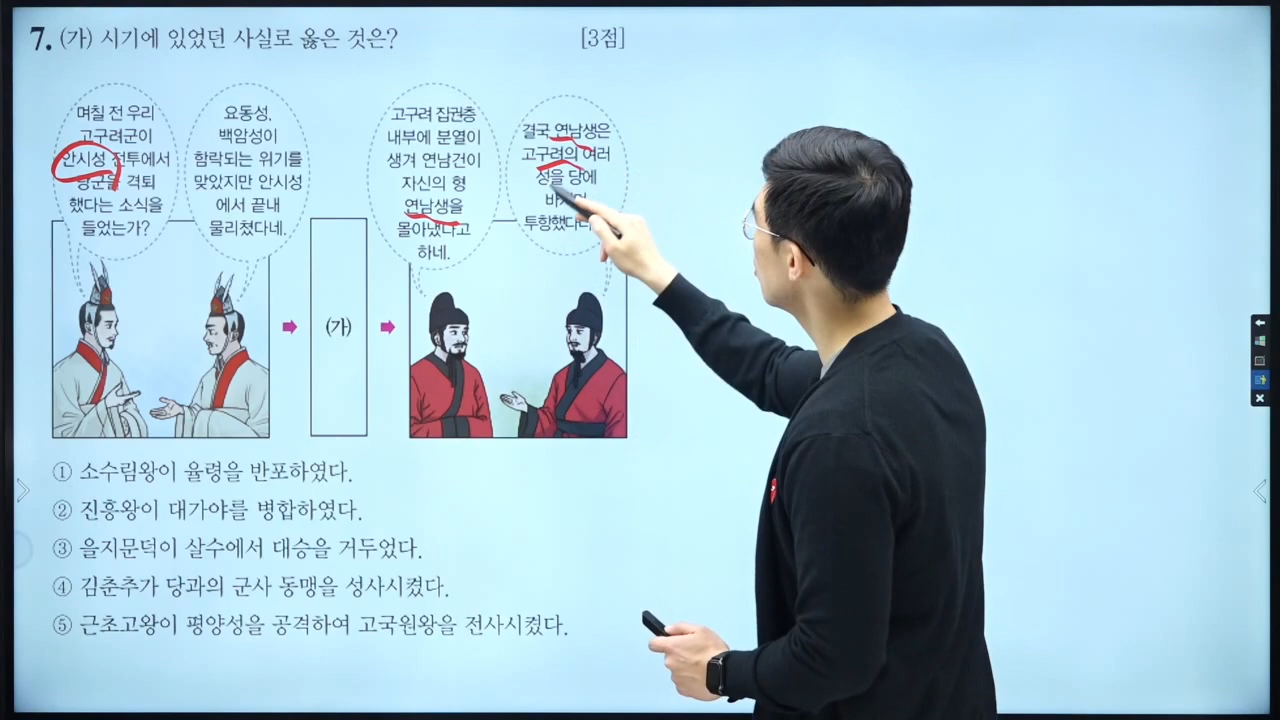 7. (가) 시기에 있었던 사실로 옳은 것은? [3점]
며칠 전 우리
고구려군이
안시성 전투에서
당군을 격퇴
했다는 소식을
들었는가?
요동성,
백암성이
함락되는 위기를
맞았지만 안시성
에서 끝내
물리쳤다네.
(가)
고구려 집권층
내부에 분열이
생겨 연남건이
자신의 형
연남생을
몰아냈다고
하네.
결국 연남생은
고구려의 여러
성을 당에
투항했다
① 소수림왕이 율령을 반포하였다.
② 진흥왕이 대가야를 병합하였다.
③ 을지문덕이 살수에서 대승을 거두었다.
④ 김춘추가 당과의 군사 동맹을 성사시켰다.
⑤ 근초고왕이 평양성을 공격하여 고국원왕을 전사시켰다.